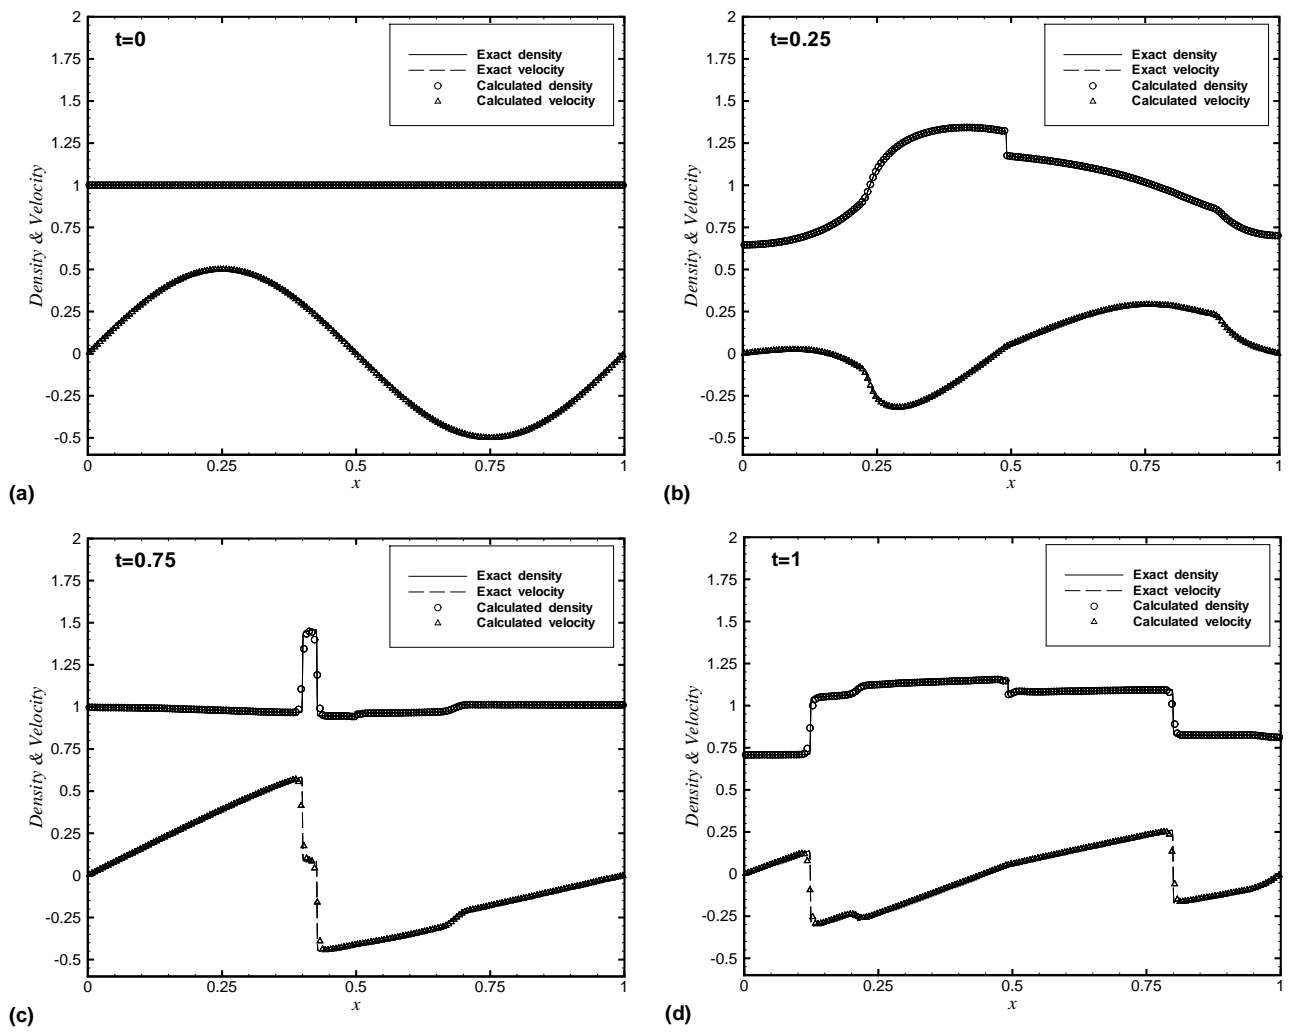 t=0
Exact density
Exact velocity
Calculated density
Calculated velocity
Density & Velocity
2
1.75
1.5
1.25
1
0.75
0.5
0.25
0
-0.25
-0.5
0 0.25 0.5 0.75 1
x
(a)
t=0.25
Exact density
Exact velocity
Calculated density
Calculated velocity
Density & Velocity
2
1.75
1.5
1.25
1
0.75
0.5
0.25
0
-0.25
-0.5
0 0.25 0.5 0.75 1
x
(b)
t=0.75
Exact density
Exact velocity
Calculated density
Calculated velocity
Density & Velocity
2
1.75
1.5
1.25
1
0.75
0.5
0.25
0
-0.25
-0.5
0 0.25 0.5 0.75 1
x
(c)
t=1
Exact density
Exact velocity
Calculated density
Calculated velocity
Density & Velocity
2
1.75
1.5
1.25
1
0.75
0.5
0.25
0
-0.25
-0.5
0 0.25 0.5 0.75 1
x
(d)